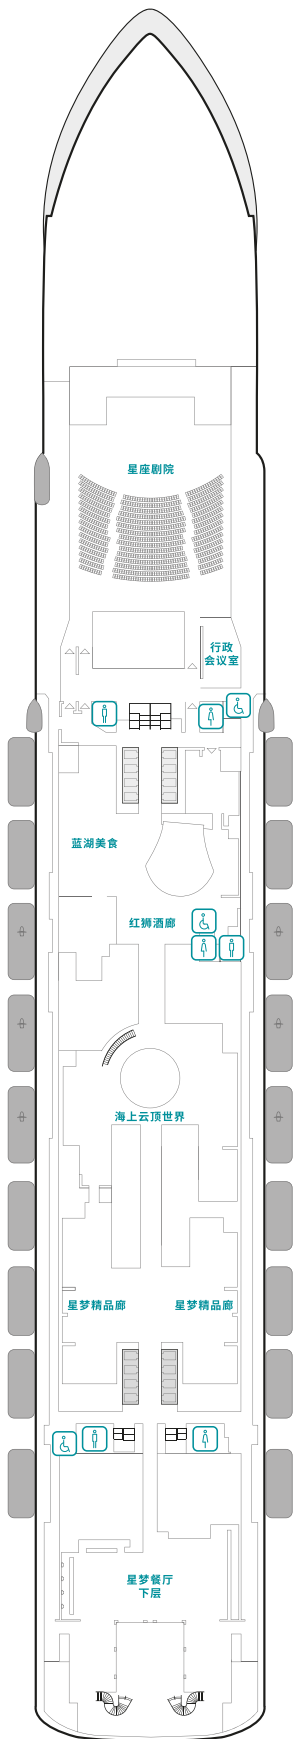 星座剧院
行政
会议室
蓝湖美食
红狮酒廊
海上云顶世界
星梦精品廊
星梦精品廊
星梦餐厅
下层